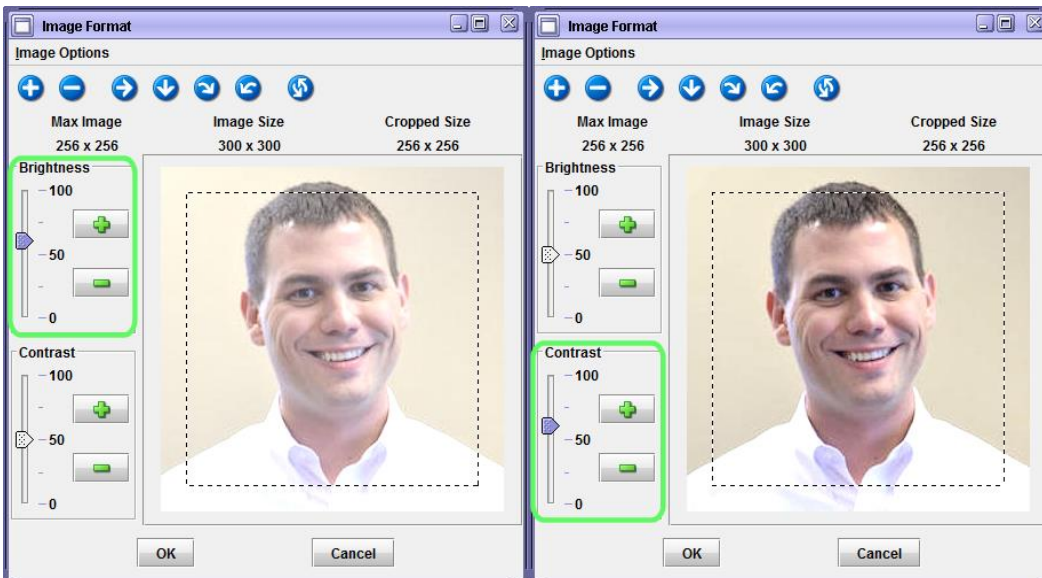 Image Format
Image Options
Max Image Image Size Cropped Size
256 x 256 300 x 300 256 x 256
Brightness
100
50
0
Contrast
100
50
0
OK Cancel
Image Format
Image Options
Max Image Image Size Cropped Size
256 x 256 300 x 300 256 x 256
Brightness
100
50
0
Contrast
100
50
0
OK Cancel